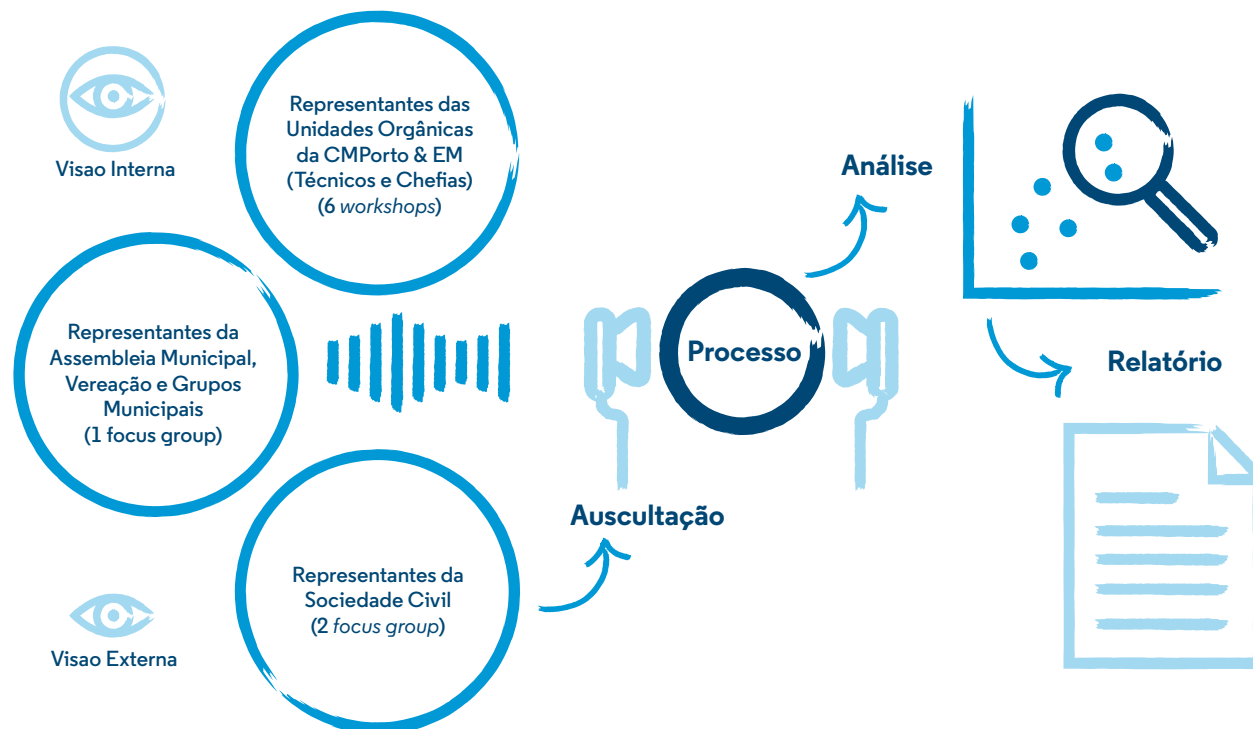 Visao Interna
Representantes das
Unidades Orgânicas
da CMPorto & EM
(Técnicos e Chefias)
(6 workshops)
Representantes da
Assembleia Municipal,
Vereação e Grupos
Municipais
(1 focus group)
Representantes da
Sociedade Civil
(2 focus group)
Visao Externa
Auscultação
Processo
Análise
Relatório